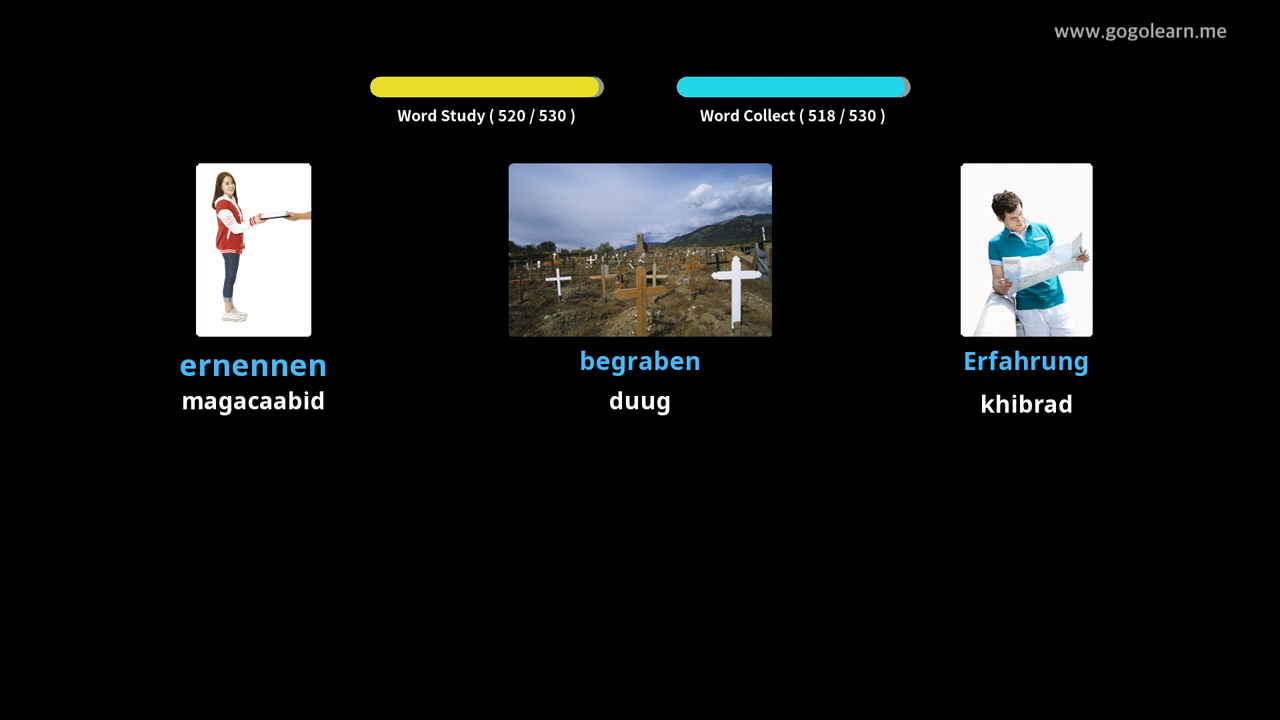 www.gogolearn.me
Word Study ( 520 / 530 )
Word Collect ( 518 / 530 )
ernennen
magacaabid
begraben
duug
Erfahrung
khibrad